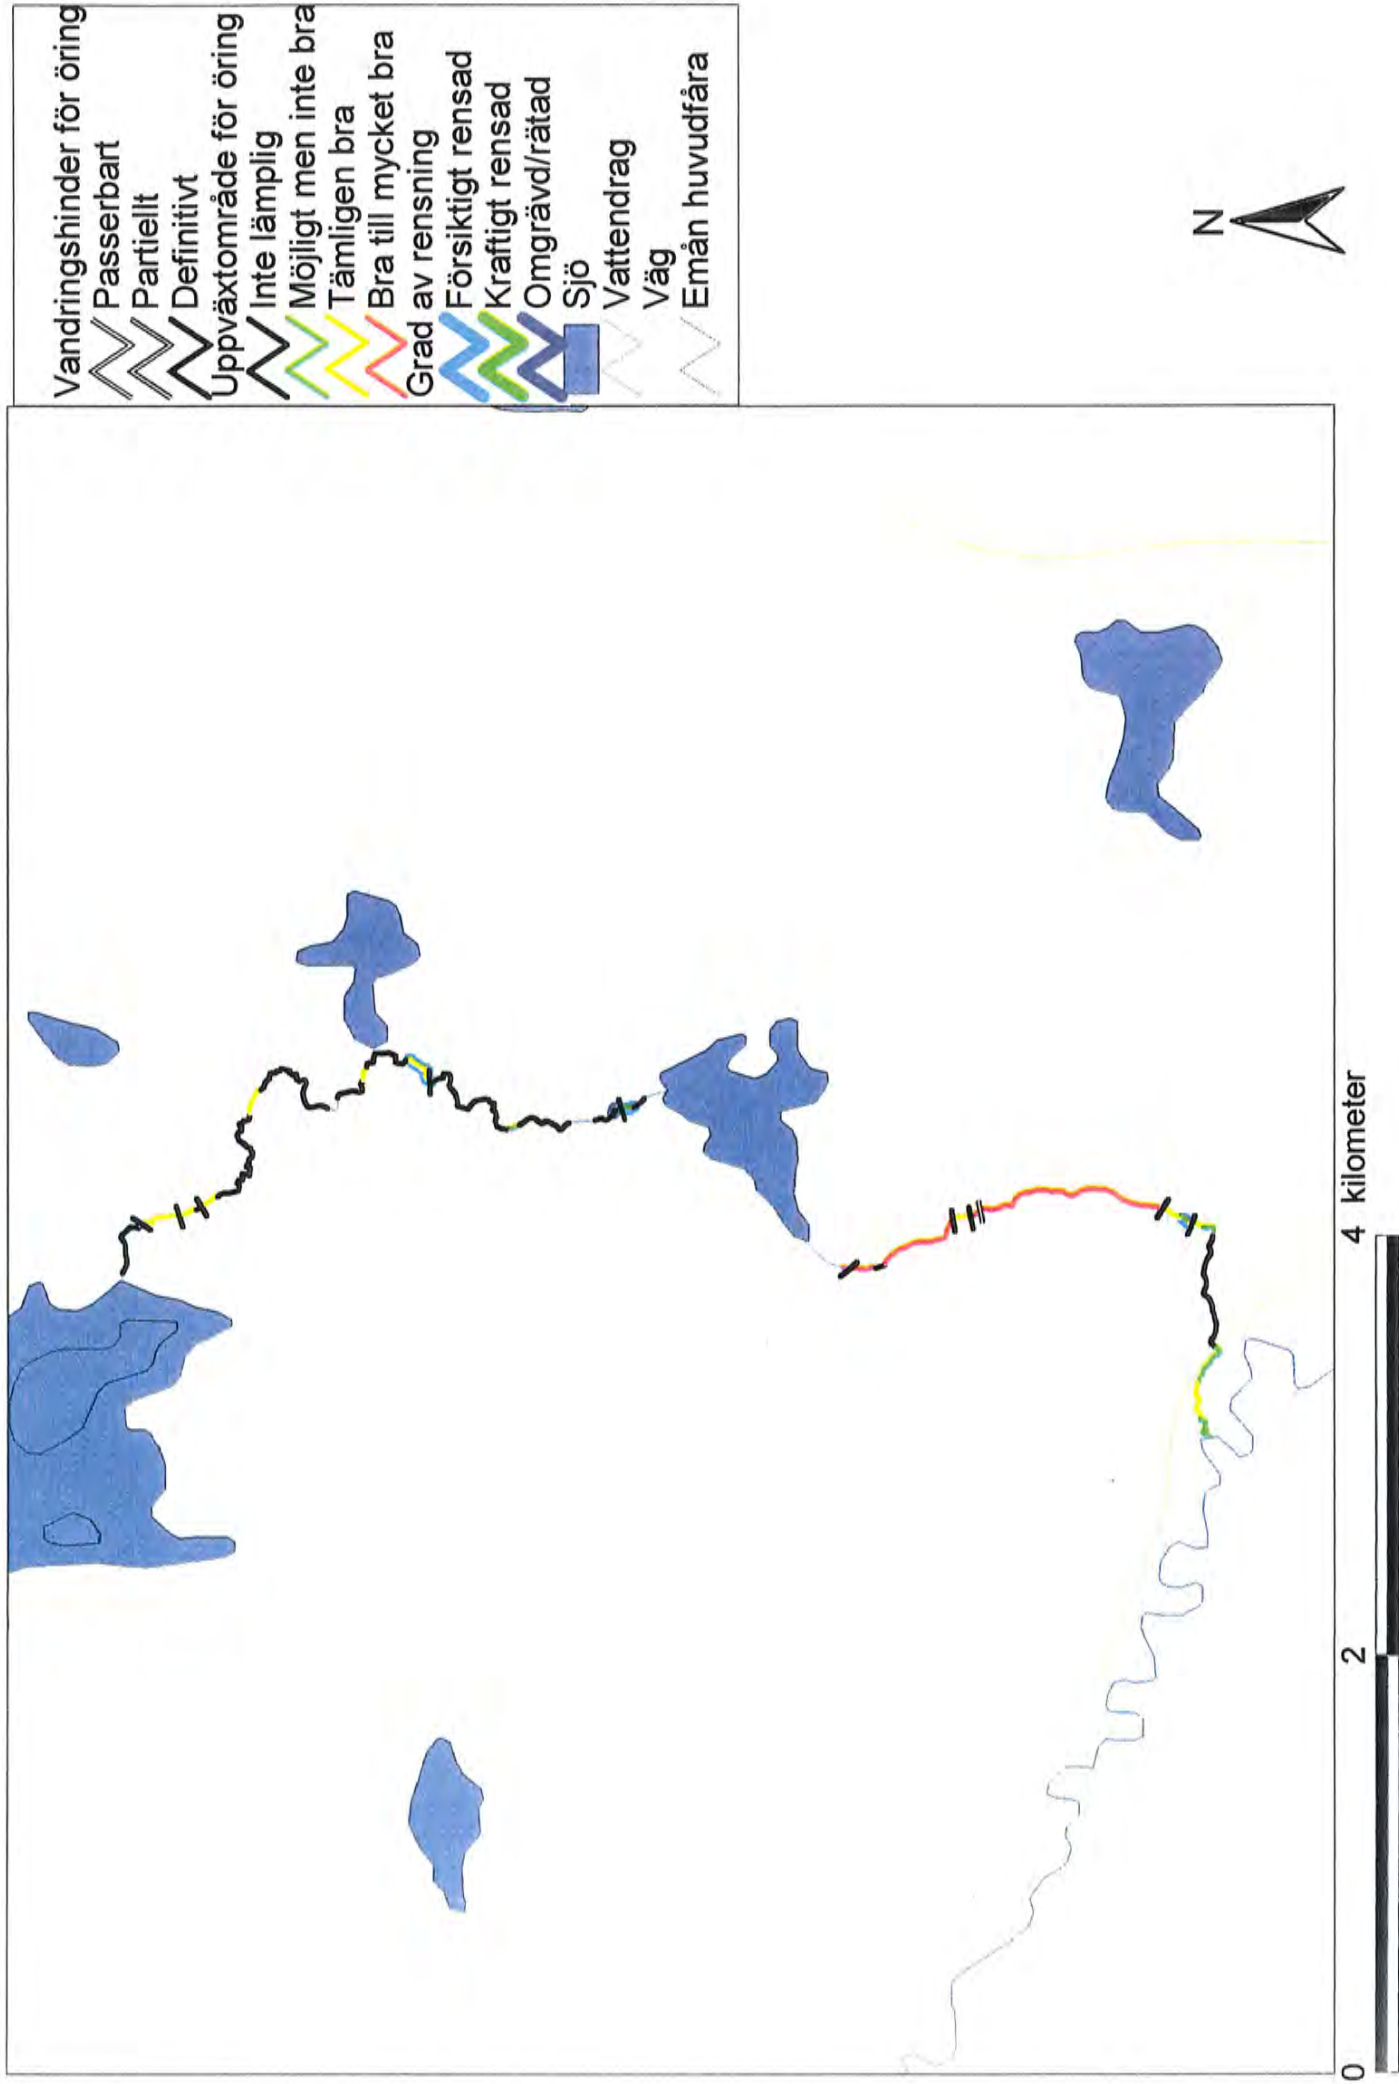 Vandringshinder för öring
Passerbart
Partiellt
Definitivt
Uppväxtområde för öring
Inte lämplig
Möjligt men inte bra
Tämligen bra
Bra till mycket bra
Grad av rensning
Försiktigt rensad
Kraftigt rensad
Omgrävd/rätad
Sjö
Vattendrag
Väg
Emån huvudfåra
N
0
2
4 kilometer